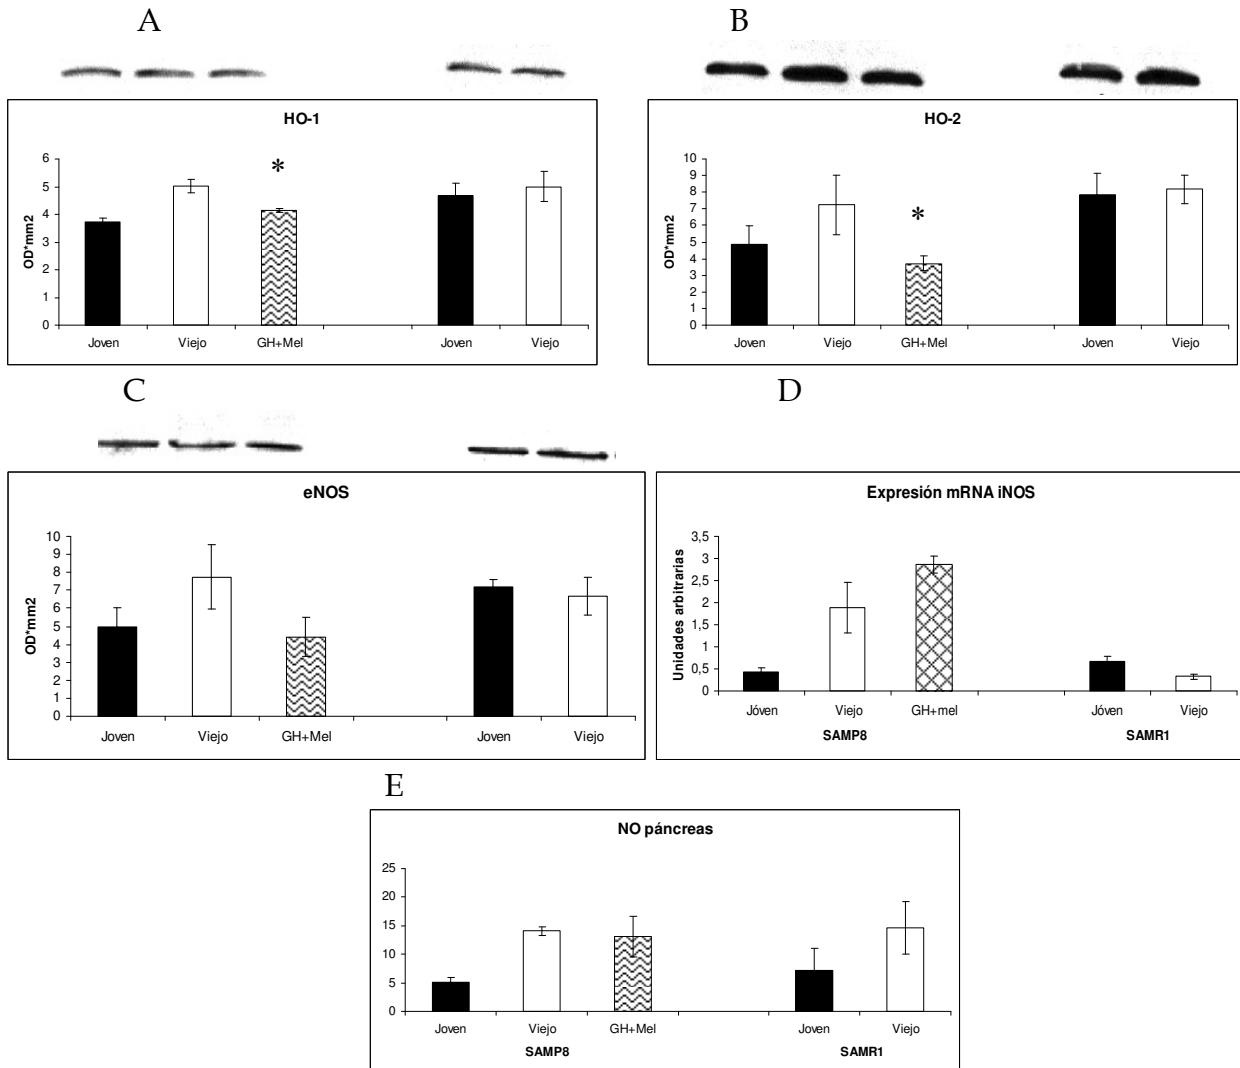 A
B
HO-1
OD*mm2
6
5
4
3
2
1
0
*
Joven Viejo GH+Mel Joven Viejo
HO-2
OD*mm2
10
9
8
7
6
5
4
3
2
1
0
*
Joven Viejo GH+Mel Joven Viejo
C
D
eNOS
OD*mm2
10
9
8
7
6
5
4
3
2
1
0
Joven Viejo GH+Mel Joven Viejo
Expresión mRNA iNOS
Unidades arbitrarias
3,5
3
2,5
2
1,5
1
0,5
0
Jóven Viejo GH+mel Jóven Viejo
SAMP8 SAMR1
E
NO páncreas
25
20
15
10
5
0
Joven Viejo GH+Mel Joven Viejo
SAMP8 SAMR1